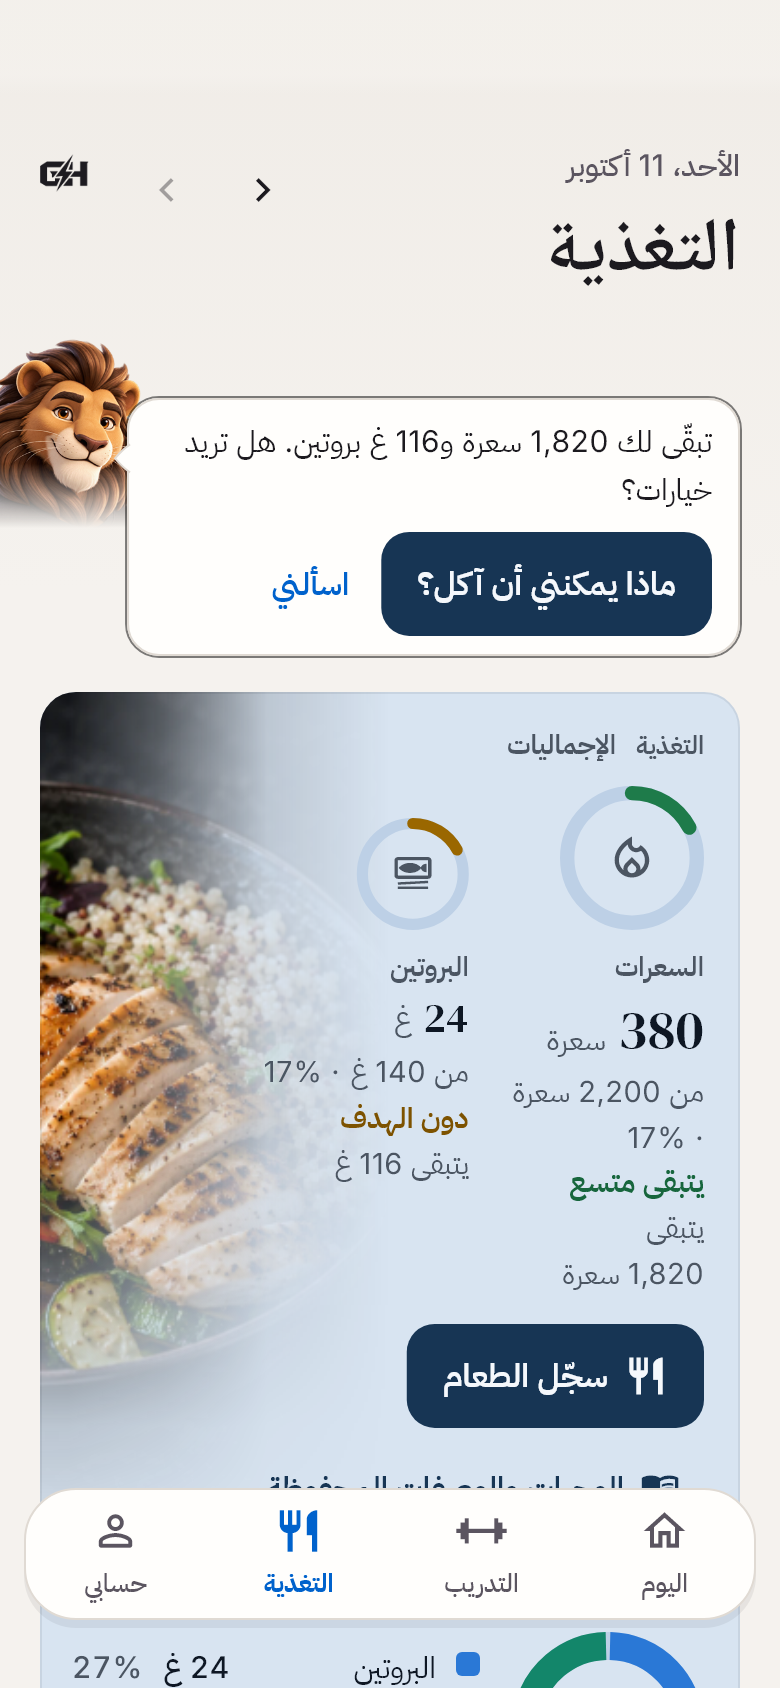 الأحد، 11 أكتوبر
GH
التغذية
تبقّى لك 1,820 سعرة و116 غ بروتين. هل تريد
خيارات؟
ماذا يمكنني أن آكل؟
اسألني
التغذية الإجماليات
السعرات
380 سعرة
من 2,200 سعرة
· 17%
يتبقى متسع
يتبقى
1,820 سعرة
البروتين
24 غ
من 140 غ · 17%
دون الهدف
يتبقى 116 غ
سجّل الطعام
البروتين 24 غ 27%
اليوم
التدريب
التغذية
حسابي